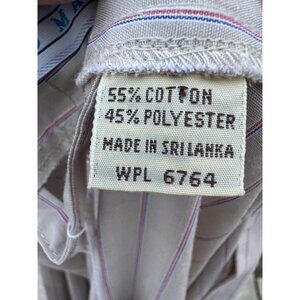 55% COTTON
45% POLYESTER
MADE IN SRI LANKA
WPL 6764